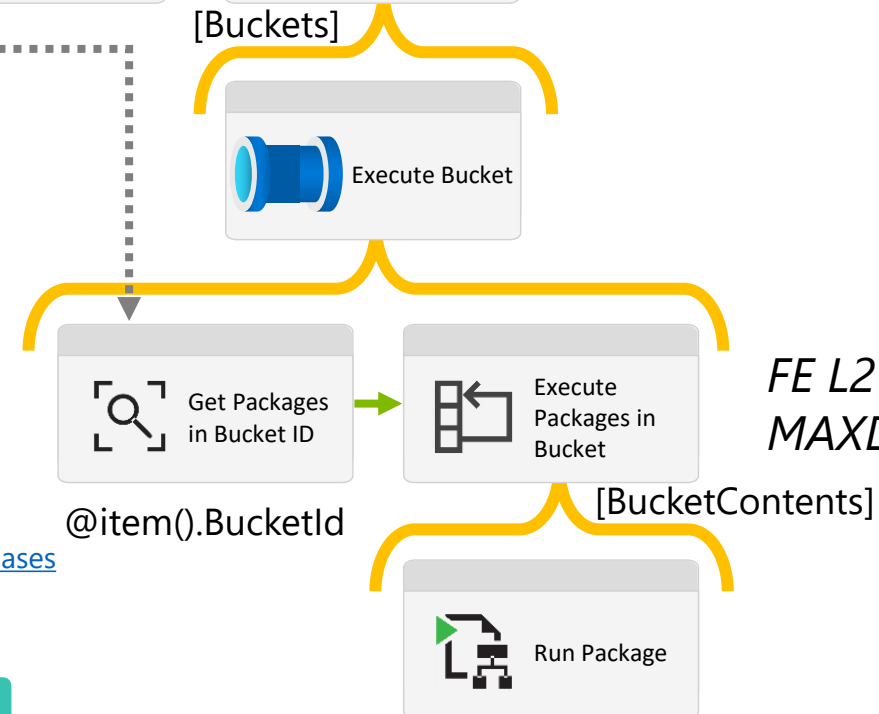 [Buckets]
Execute Bucket
Get Packages
in Bucket ID
Execute
Packages in
Bucket
FE L2
@item().BucketId
[BucketContents]
Run Package